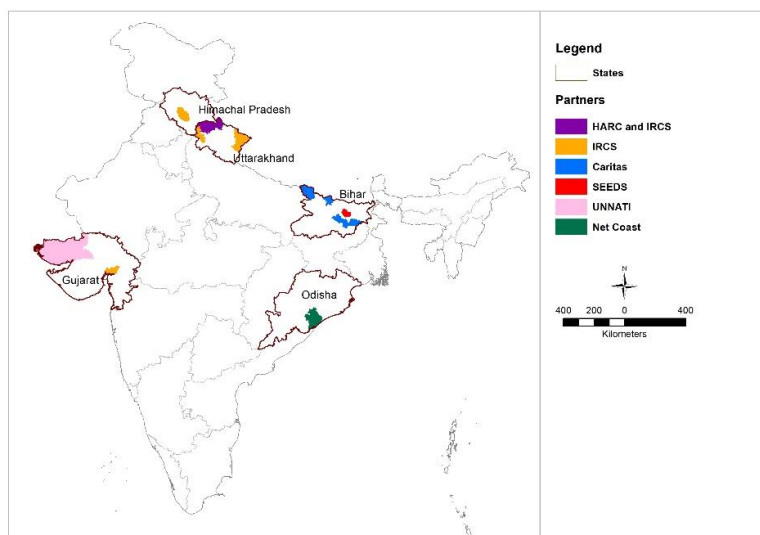 Himachal Pradesh
Uttarakhand
Bihar
Gujarat
Odisha
Legend
States
Partners
HARC and IRCS
IRCS
Caritas
SEEDS
UNNATI
Net Coast
N
400 200 0 400
Kilometers